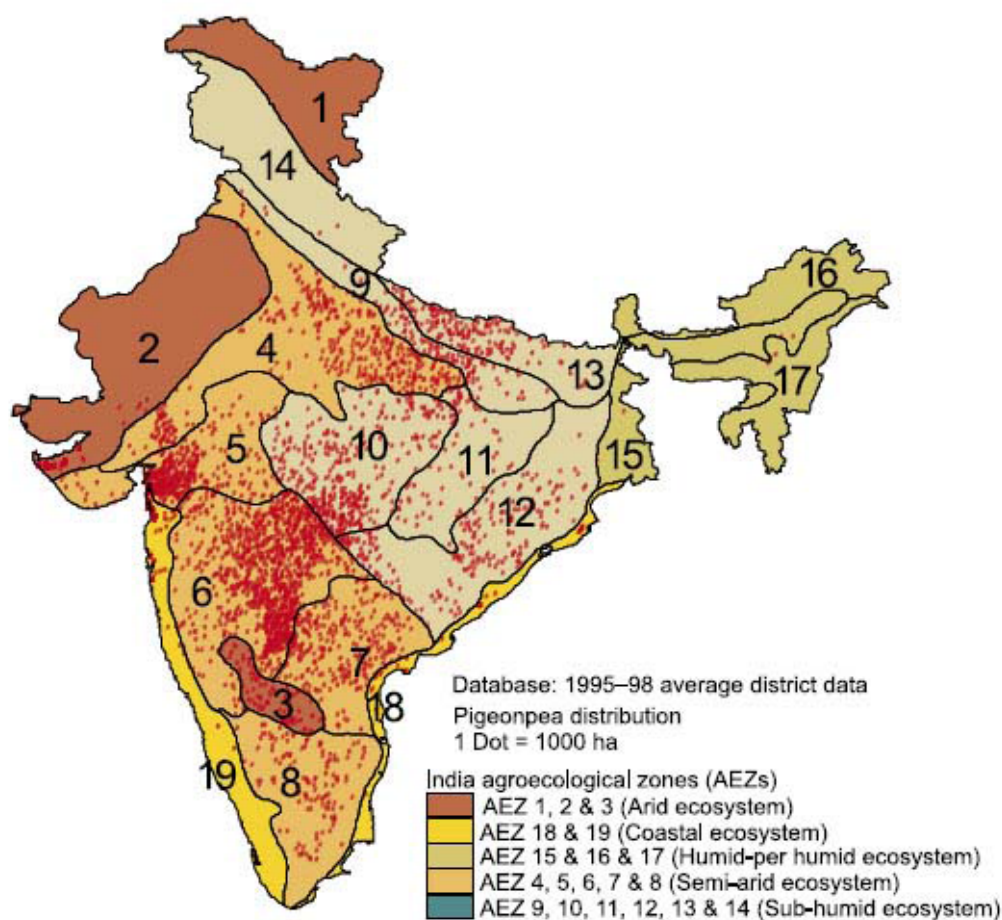 1
14
9
16
2
4
13
17
5
10
11
15
12
6
7
3
18
19
8
Database: 1995–98 average district data
Pigeonpea distribution
1 Dot = 1000 ha
India agroecological zones (AEZs)
AEZ 1, 2 & 3 (Arid ecosystem)
AEZ 18 & 19 (Coastal ecosystem)
AEZ 15 & 16 & 17 (Humid-per humid ecosystem)
AEZ 4, 5, 6, 7 & 8 (Semi-arid ecosystem)
AEZ 9, 10, 11, 12, 13 & 14 (Sub-humid ecosystem)